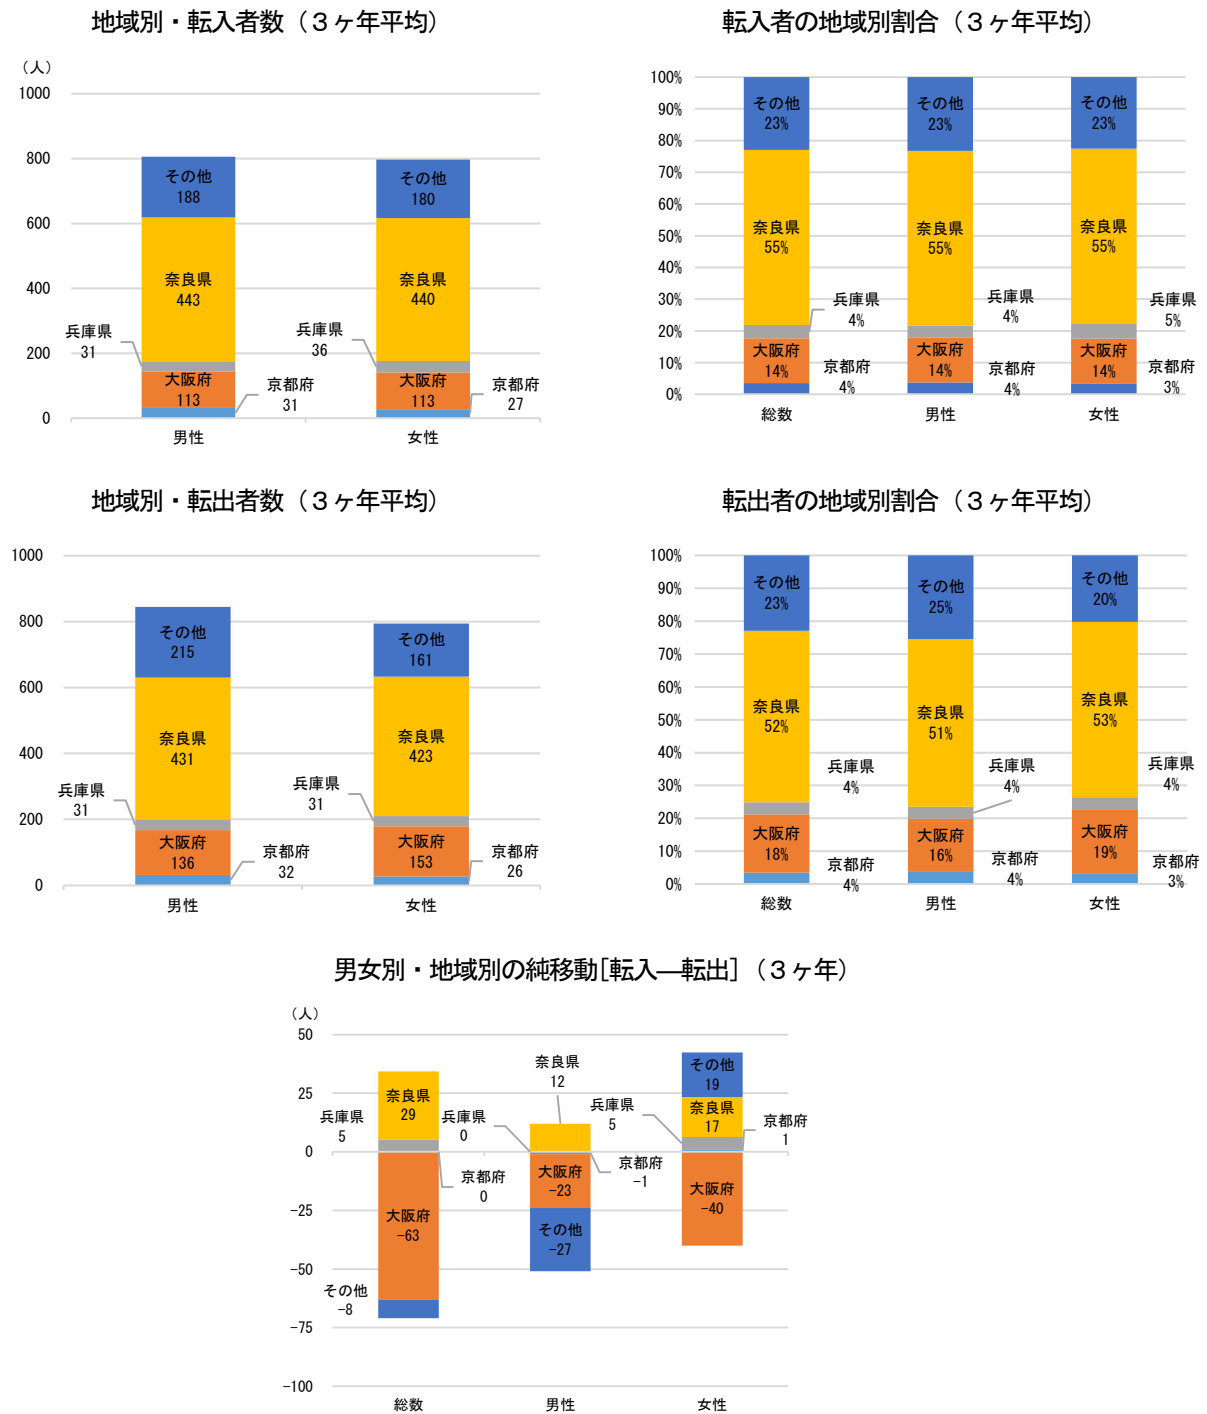 地域別・転入者数（３ヶ年平均）
（人）
1000
800
600
400
200
0
その他
188
奈良県
443
兵庫県
31
大阪府
113
京都府
31
男性
その他
180
奈良県
440
兵庫県
36
大阪府
113
京都府
27
女性
転入者の地域別割合（３ヶ年平均）
100%
90%
80%
70%
60%
50%
40%
30%
20%
10%
0%
その他
23%
奈良県
55%
兵庫県
4%
大阪府
14%
京都府
4%
総数
その他
23%
奈良県
55%
兵庫県
4%
大阪府
14%
京都府
4%
男性
その他
23%
奈良県
55%
兵庫県
5%
大阪府
14%
京都府
3%
女性
地域別・転出者数（３ヶ年平均）
1000
800
600
400
200
0
その他
215
奈良県
431
兵庫県
31
大阪府
136
京都府
32
男性
その他
161
奈良県
423
兵庫県
31
大阪府
153
京都府
26
女性
転出者の地域別割合（３ヶ年平均）
100%
90%
80%
70%
60%
50%
40%
30%
20%
10%
0%
その他
23%
奈良県
52%
兵庫県
4%
大阪府
18%
京都府
4%
総数
その他
25%
奈良県
51%
兵庫県
4%
大阪府
16%
京都府
4%
男性
その他
20%
奈良県
53%
兵庫県
4%
大阪府
19%
京都府
3%
女性
男女別・地域別の純移動[転入―転出]（３ヶ年）
（人）
50
25
0
-25
-50
-75
-100
奈良県
29
兵庫県
5
京都府
0
大阪府
-63
その他
-8
総数
奈良県
12
兵庫県
0
京都府
-1
大阪府
-23
その他
-27
男性
その他
19
奈良県
17
兵庫県
5
京都府
1
大阪府
-40
女性